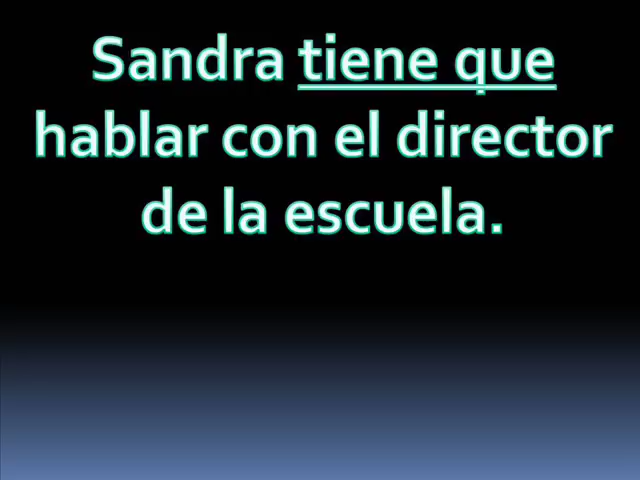 Sandra tiene que
hablar con el director
de la escuela.